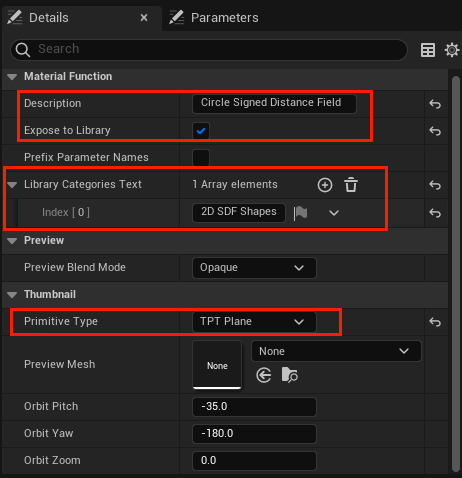 Details × Parameters
Search
Material Function
Description Circle Signed Distance Field
Expose to Library
Prefix Parameter Names
Library Categories Text 1 Array elements
Index [ 0 ] 2D SDF Shapes
Preview
Preview Blend Mode Opaque
Thumbnail
Primitive Type TPT Plane
None
Preview Mesh None
Orbit Pitch -35.0
Orbit Yaw -180.0
Orbit Zoom 0.0